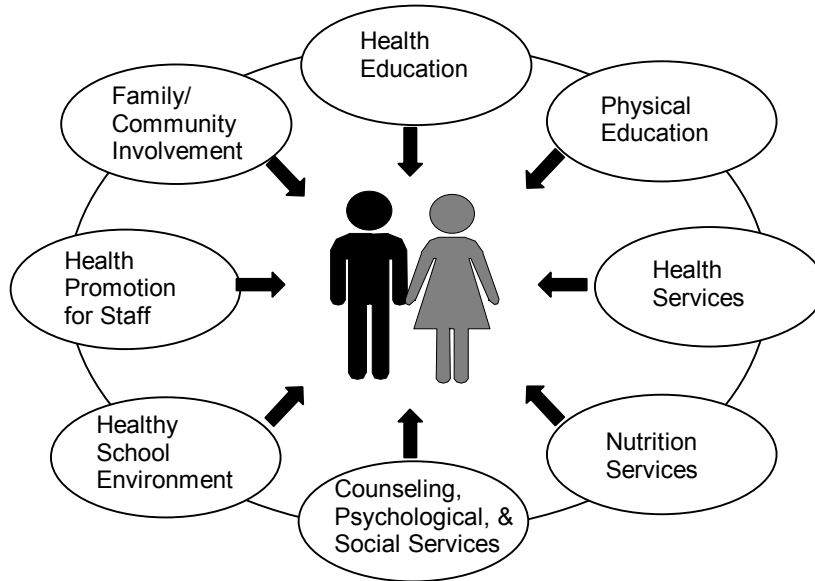 Health
Education
Physical
Education
Health
Services
Nutrition
Services
Counseling,
Psychological, &
Social Services
Healthy
School
Environment
Health
Promotion
for Staff
Family/
Community
Involvement